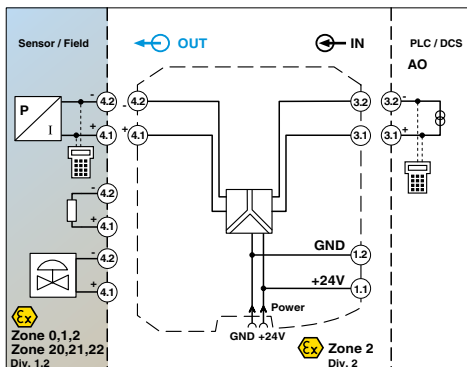 Sensor / Field
OUT
IN
PLC / DCS
AO
P
I
-
4.2
-
4.2
3.2
3.2
-
+
4.1
+
4.1
3.1
3.1
+
-
4.2
+
4.1
-
4.2
+
4.1
GND
1.2
+24V
1.1
Power
GND +24V
Ex
Zone 0,1,2
Zone 20,21,22
Div. 1,2
Ex
Zone 2
Div. 2